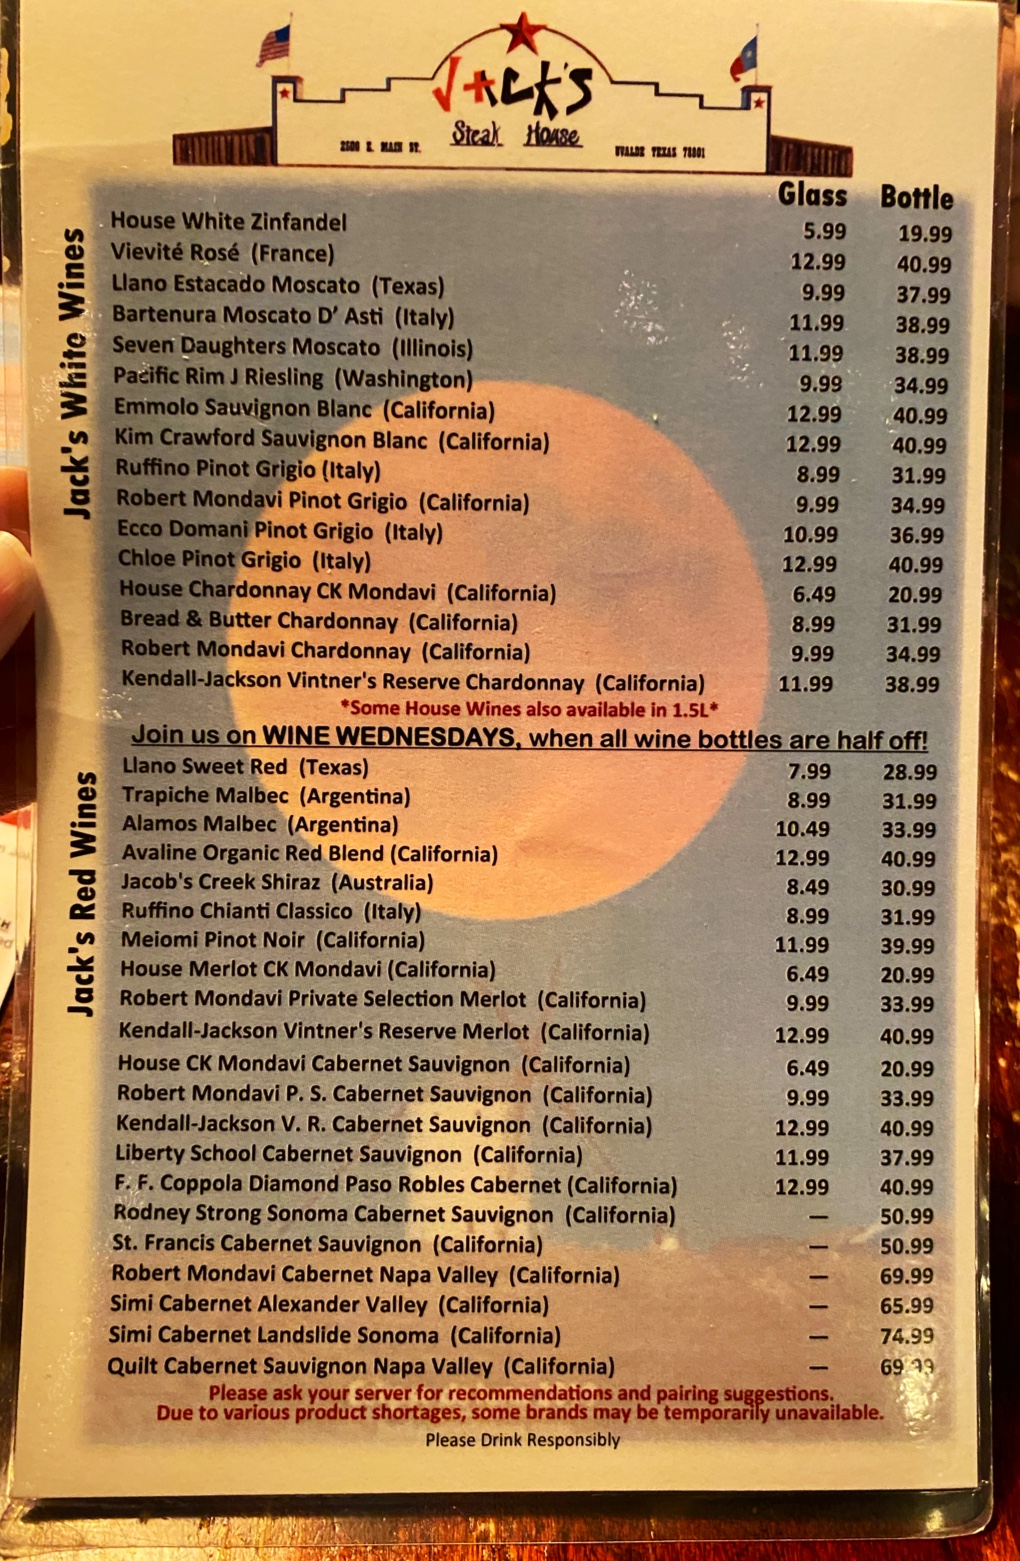 Jack's
Steak House
2500 E. MAIN ST. UVALDE TEXAS 78801
Glass Bottle
Jack's White Wines
House White Zinfandel 5.99 19.99
Vievité Rosé (France) 12.99 40.99
Llano Estacado Moscato (Texas) 9.99 37.99
Bartenura Moscato D' Asti (Italy) 11.99 38.99
Seven Daughters Moscato (Illinois) 11.99 38.99
Pacific Rim J Riesling (Washington) 9.99 34.99
Emmolo Sauvignon Blanc (California) 12.99 40.99
Kim Crawford Sauvignon Blanc (California) 12.99 40.99
Ruffino Pinot Grigio (Italy) 8.99 31.99
Robert Mondavi Pinot Grigio (California) 9.99 34.99
Ecco Domani Pinot Grigio (Italy) 10.99 36.99
Chloe Pinot Grigio (Italy) 12.99 40.99
House Chardonnay CK Mondavi (California) 6.49 20.99
Bread & Butter Chardonnay (California) 8.99 31.99
Robert Mondavi Chardonnay (California) 9.99 34.99
Kendall-Jackson Vintner's Reserve Chardonnay (California) 11.99 38.99
*Some House Wines also available in 1.5L*
Join us on WINE WEDNESDAYS, when all wine bottles are half off!
Jack's Red Wines
Llano Sweet Red (Texas) 7.99 28.99
Trapiche Malbec (Argentina) 8.99 31.99
Alamos Malbec (Argentina) 10.49 33.99
Avaline Organic Red Blend (California) 12.99 40.99
Jacob's Creek Shiraz (Australia) 8.49 30.99
Ruffino Chianti Classico (Italy) 8.99 31.99
Meiomi Pinot Noir (California) 11.99 39.99
House Merlot CK Mondavi (California) 6.49 20.99
Robert Mondavi Private Selection Merlot (California) 9.99 33.99
Kendall-Jackson Vintner's Reserve Merlot (California) 12.99 40.99
House CK Mondavi Cabernet Sauvignon (California) 6.49 20.99
Robert Mondavi P. S. Cabernet Sauvignon (California) 9.99 33.99
Kendall-Jackson V. R. Cabernet Sauvignon (California) 12.99 40.99
Liberty School Cabernet Sauvignon (California) 11.99 37.99
F. F. Coppola Diamond Paso Robles Cabernet (California) 12.99 40.99
Rodney Strong Sonoma Cabernet Sauvignon (California) — 50.99
St. Francis Cabernet Sauvignon (California) — 50.99
Robert Mondavi Cabernet Napa Valley (California) — 69.99
Simi Cabernet Alexander Valley (California) — 65.99
Simi Cabernet Landslide Sonoma (California) — 74.99
Quilt Cabernet Sauvignon Napa Valley (California) — 69.99
Please ask your server for recommendations and pairing suggestions.
Due to various product shortages, some brands may be temporarily unavailable.
Please Drink Responsibly